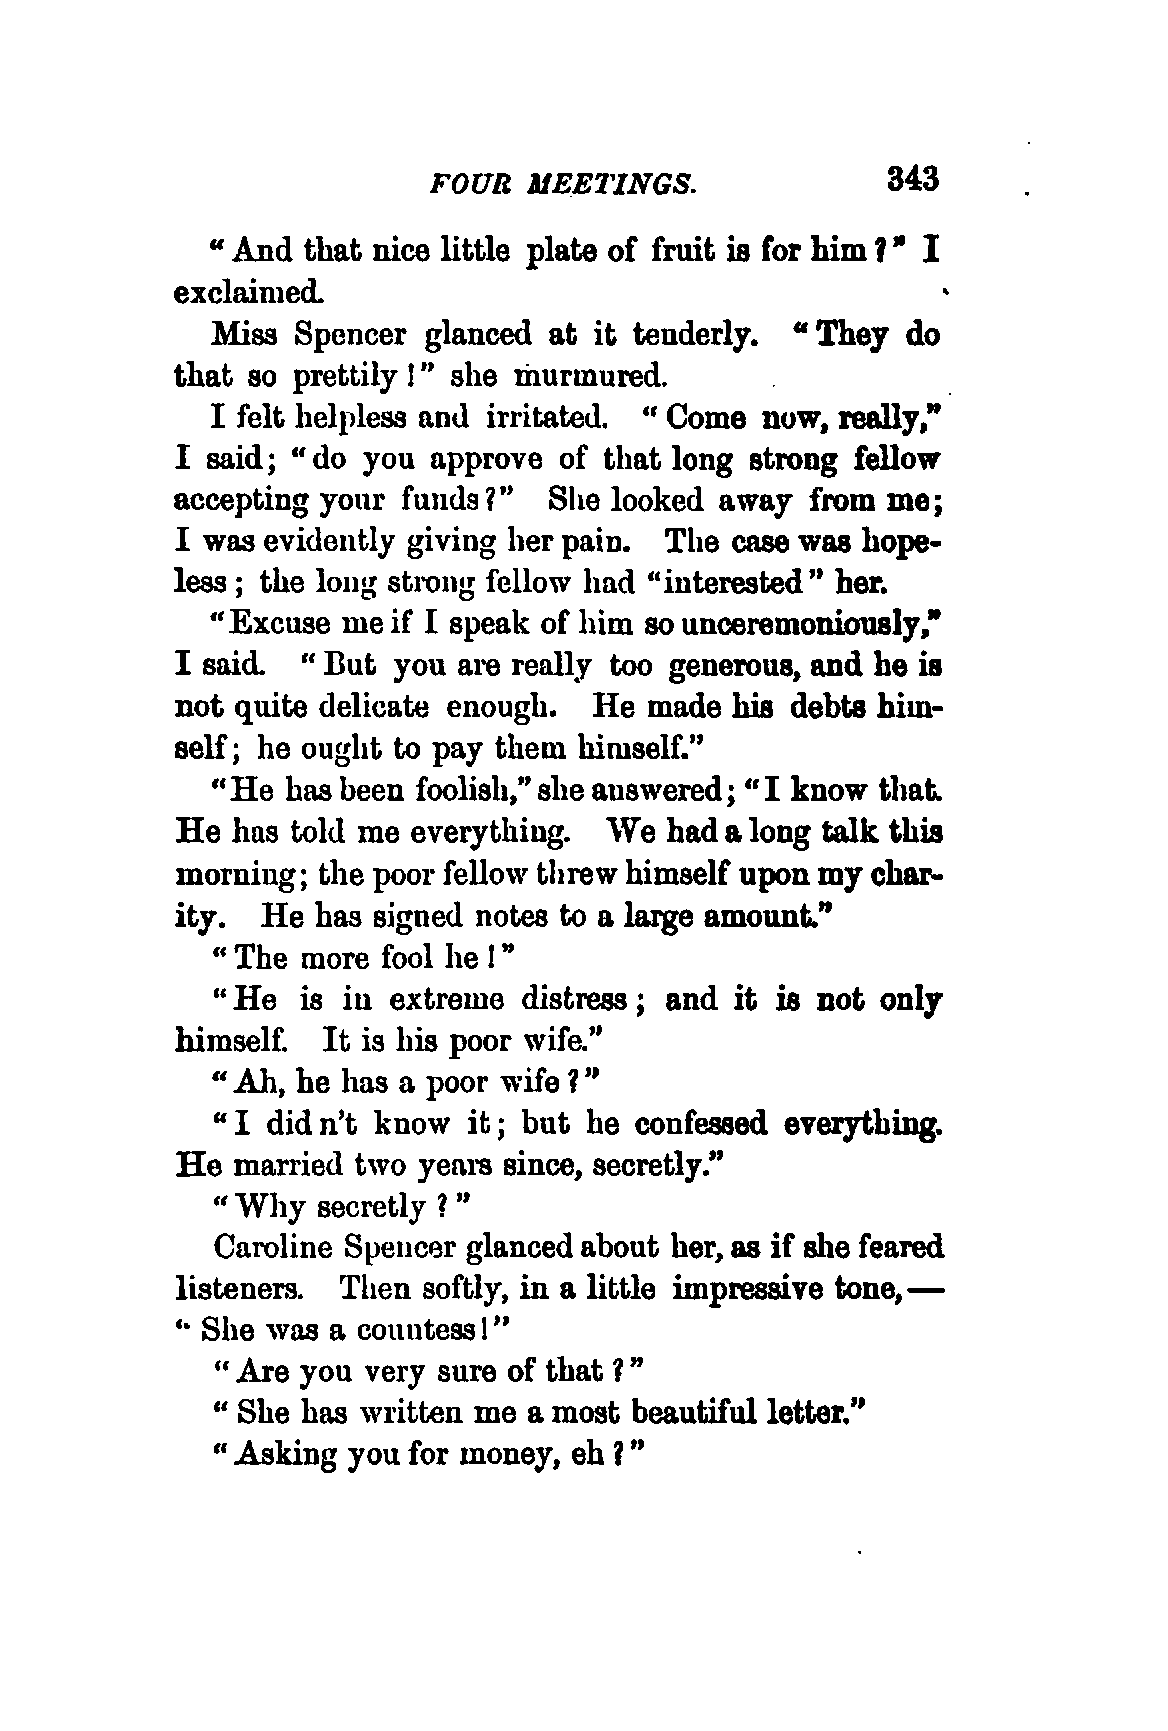 FOUR MEETINGS. 343
“And that nice little plate of fruit is for him?” I
exclaimed.
Miss Spencer glanced at it tenderly. “They do
that so prettily!” she murmured.
I felt helpless and irritated. “Come now, really,”
I said; “do you approve of that long strong fellow
accepting your funds?” She looked away from me;
I was evidently giving her pain. The case was hope-
less; the long strong fellow had “interested” her.
“Excuse me if I speak of him so unceremoniously,”
I said. “But you are really too generous, and he is
not quite delicate enough. He made his debts him-
self; he ought to pay them himself.”
“He has been foolish,” she answered; “I know that.
He has told me everything. We had a long talk this
morning; the poor fellow threw himself upon my char-
ity. He has signed notes to a large amount.”
“The more fool he!”
“He is in extreme distress; and it is not only
himself. It is his poor wife.”
“Ah, he has a poor wife?”
“I did n’t know it; but he confessed everything.
He married two years since, secretly.”
“Why secretly?”
Caroline Spencer glanced about her, as if she feared
listeners. Then softly, in a little impressive tone,—
“She was a countess!”
“Are you very sure of that?”
“She has written me a most beautiful letter.”
“Asking you for money, eh?”